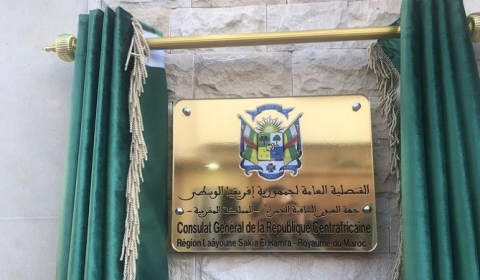 القنصلية العامة لجمهورية إفريقيا الوسطى
جهة العيون الساقية الحمراء - المملكة المغربية -
Consulat Général de la République Centrafricaine
Région Laâyoune Sakia El Hamra - Royaume du Maroc -